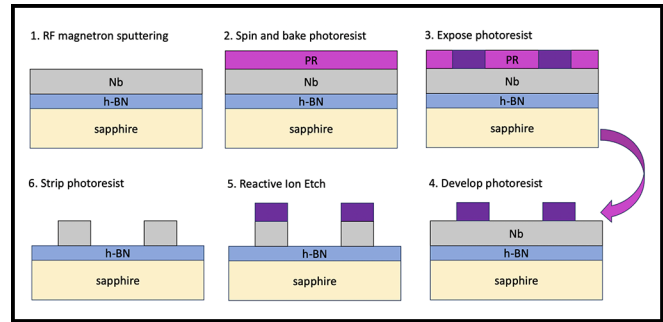 1. RF magnetron sputtering
Nb
h-BN
sapphire
2. Spin and bake photoresist
PR
Nb
h-BN
sapphire
3. Expose photoresist
PR
Nb
h-BN
sapphire
4. Develop photoresist
Nb
h-BN
sapphire
5. Reactive Ion Etch
h-BN
sapphire
6. Strip photoresist
h-BN
sapphire